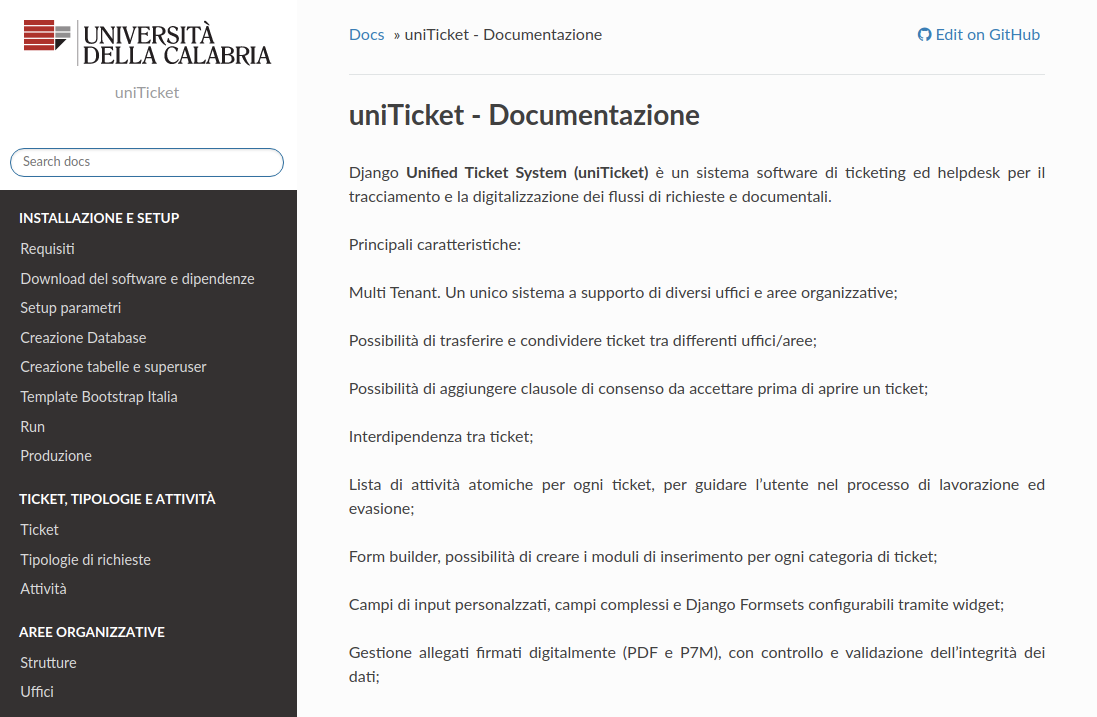 UNIVERSITÀ
DELLA CALABRIA
uniTicket
Search docs
INSTALLAZIONE E SETUP
Requisiti
Download del software e dipendenze
Setup parametri
Creazione Database
Creazione tabelle e superuser
Template Bootstrap Italia
Run
Produzione
TICKET, TIPOLOGIE E ATTIVITÀ
Ticket
Tipologie di richieste
Attività
AREE ORGANIZZATIVE
Strutture
Uffici
Docs » uniTicket - Documentazione
Edit on GitHub
uniTicket - Documentazione
Django Unified Ticket System (uniTicket) è un sistema software di ticketing ed helpdesk per il
tracciamento e la digitalizzazione dei flussi di richieste e documentali.
Principali caratteristiche:
Multi Tenant. Un unico sistema a supporto di diversi uffici e aree organizzative;
Possibilità di trasferire e condividere ticket tra differenti uffici/aree;
Possibilità di aggiungere clausole di consenso da accettare prima di aprire un ticket;
Interdipendenza tra ticket;
Lista di attività atomiche per ogni ticket, per guidare l'utente nel processo di lavorazione ed
evasione;
Form builder, possibilità di creare i moduli di inserimento per ogni categoria di ticket;
Campi di input personalzzati, campi complessi e Django Formsets configurabili tramite widget;
Gestione allegati firmati digitalmente (PDF e P7M), con controllo e validazione dell'integrità dei
dati;